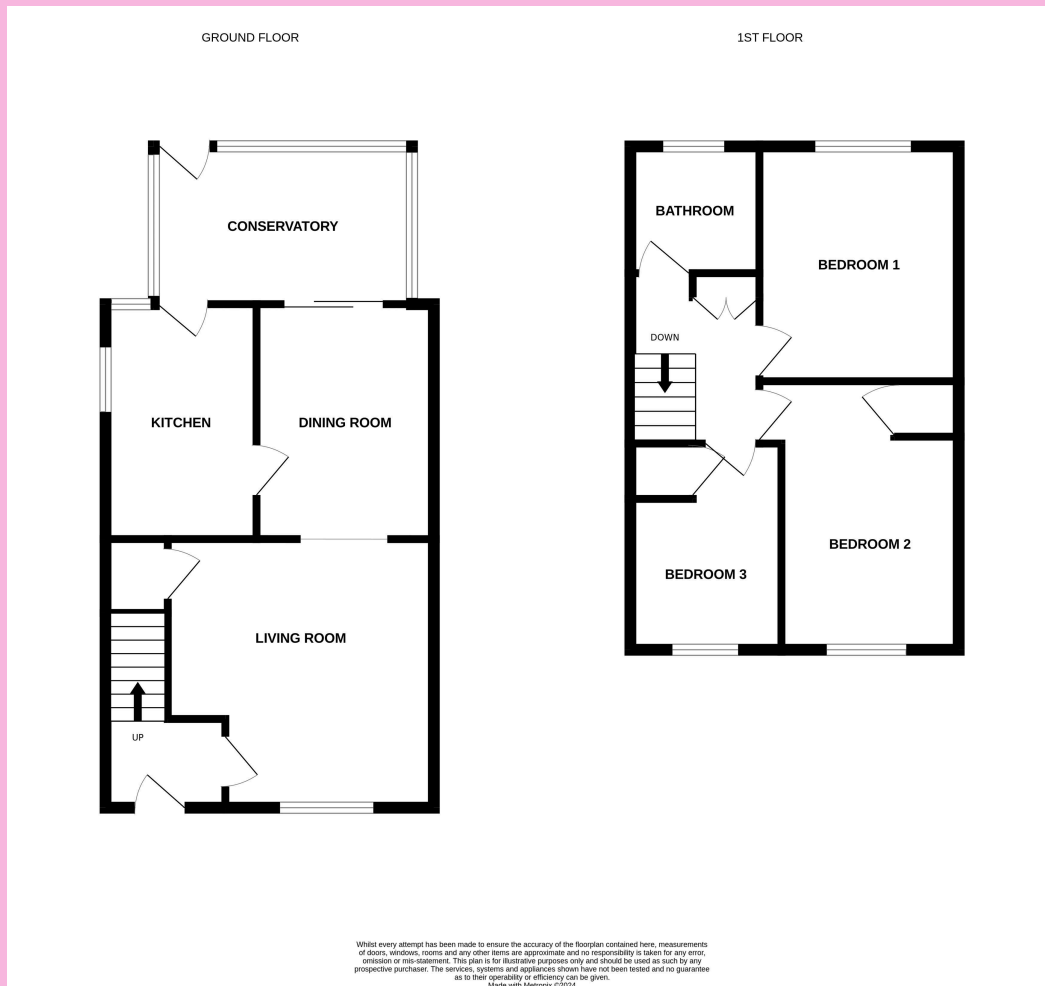 GROUND FLOOR
1ST FLOOR
CONSERVATORY
KITCHEN
DINING ROOM
LIVING ROOM
UP
BATHROOM
BEDROOM 1
DOWN
BEDROOM 2
BEDROOM 3
Whilst every attempt has been made to ensure the accuracy of the floorplan contained here, measurements
of doors, windows, rooms and any other items are approximate and no responsibility is taken for any error,
omission or mis-statement. This plan is for illustrative purposes only and should be used as such by any
prospective purchaser. The services, systems and appliances shown have not been tested and no guarantee
as to their operability or efficiency can be given.
Made with Metropix ©2024